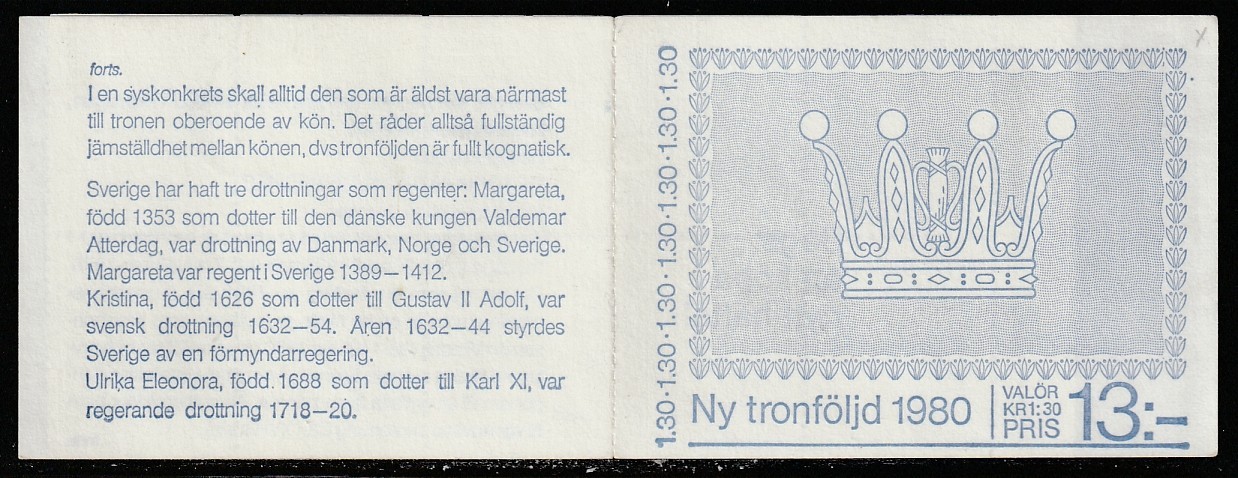 forts.
I en syskonkrets skall alltid den som är äldst vara närmast
till tronen oberoende av kön. Det råder alltså fullständig
jämställdhet mellan könen, dvs tronföljden är fullt kognatisk.
Sverige har haft tre drottningar som regenter: Margareta,
född 1353 som dotter till den danske kungen Valdemar
Atterdag, var drottning av Danmark, Norge och Sverige.
Margareta var regent i Sverige 1389–1412.
Kristina, född 1626 som dotter till Gustav II Adolf, var
svensk drottning 1632–54. Åren 1632–44 styrdes
Sverige av en förmyndarregering.
Ulrika Eleonora, född 1688 som dotter till Karl XI, var
regerande drottning 1718–20.
1.30·1.30·1.30·1.30·1.30·1.30·1.30
Ny tronföljd 1980
VALÖR
KR 1:30
PRIS
13:–